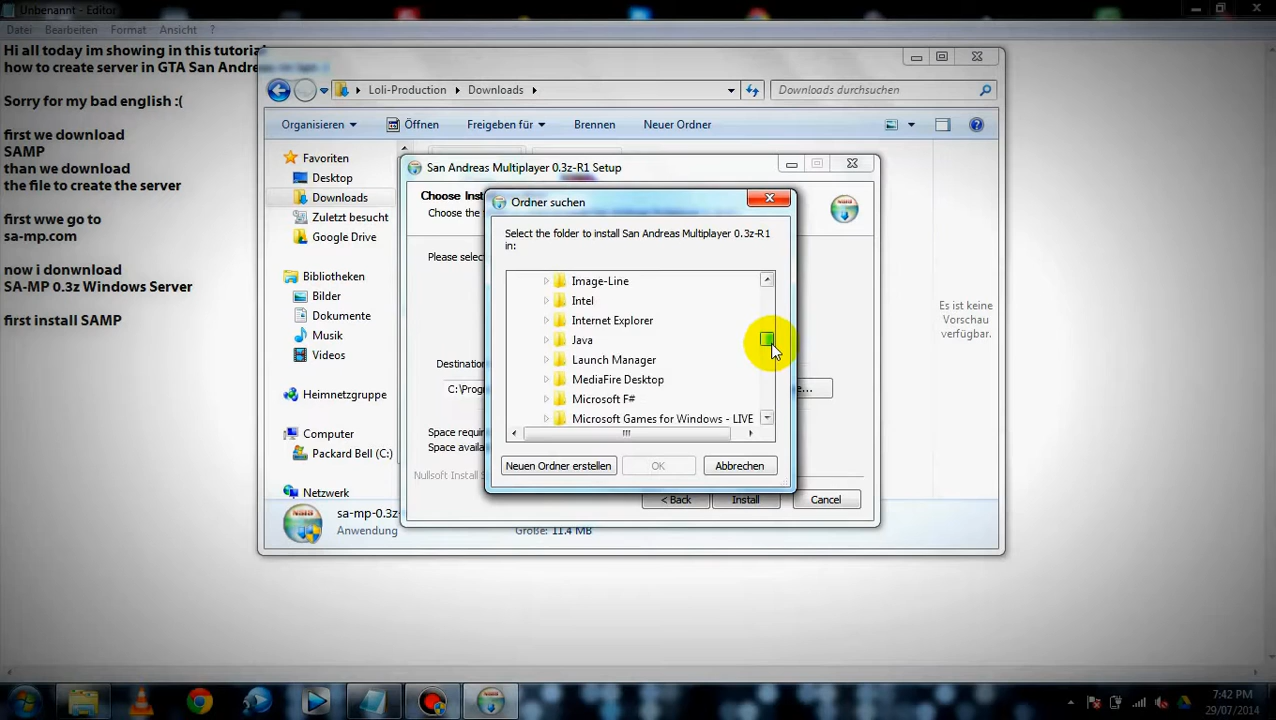 Unbenannt - Editor
Datei Bearbeiten Format Ansicht ?
Hi all today im showing in this tutorial
how to create server in GTA San Andreas
Sorry for my bad english :(
first we download
SAMP
than we download
the file to create the server
first wwe go to
sa-mp.com
now i donwnload
SA-MP 0.3z Windows Server
first install SAMP
Loli-Production Downloads
Downloads durchsuchen
Organisieren Öffnen Freigeben für Brennen Neuer Ordner
Favoriten
Desktop
Downloads
Zuletzt besucht
Google Drive
Bibliotheken
Bilder
Dokumente
Musik
Videos
Heimnetzgruppe
Computer
Packard Bell (C:)
Netzwerk
San Andreas Multiplayer 0.3z-R1 Setup
Choose Inst
Choose the
Please selec
Destination
C:\Prog
Space requir
Space availa
Nullsoft Install S
< Back Install Cancel
Ordner suchen
Select the folder to install San Andreas Multiplayer 0.3z-R1
in:
Image-Line
Intel
Internet Explorer
Java
Launch Manager
MediaFire Desktop
Microsoft F#
Microsoft Games for Windows - LIVE
Neuen Ordner erstellen OK Abbrechen
e...
Es ist keine
Vorschau
verfügbar.
sa-mp-0.3z-
Anwendung
Größe: 11.4 MB
7:42 PM
29/07/2014